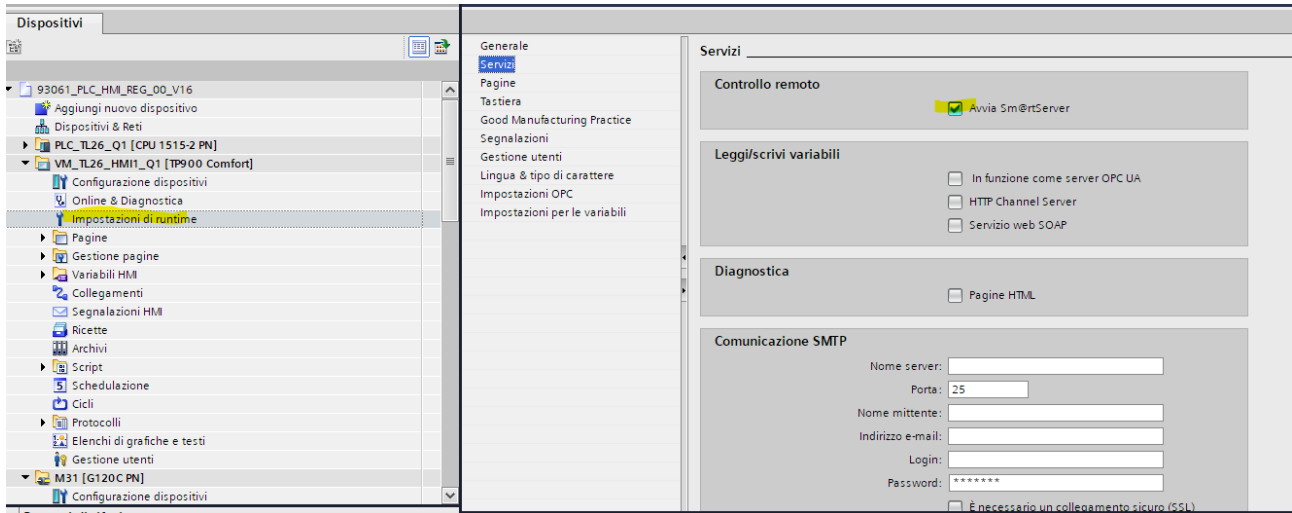 Dispositivi
93061_PLC_HMI_REG_00_V16
Aggiungi nuovo dispositivo
Dispositivi & Reti
PLC_TL26_Q1 [CPU 1515-2 PN]
VM_TL26_HMI1_Q1 [TP900 Comfort]
Configurazione dispositivi
Online & Diagnostica
Impostazioni di runtime
Pagine
Gestione pagine
Variabili HMI
Collegamenti
Segnalazioni HMI
Ricette
Archivi
Script
Schedulazione
Cicli
Protocolli
Elenchi di grafiche e testi
Gestione utenti
M31 [G120C PN]
Configurazione dispositivi
Generale
Servizi
Pagine
Tastiera
Good Manufacturing Practice
Segnalazioni
Gestione utenti
Lingua & tipo di carattere
Impostazioni OPC
Impostazioni per le variabili
Servizi
Controllo remoto
Avvia Sm@rtServer
Leggi/scrivi variabili
In funzione come server OPC UA
HTTP Channel Server
Servizio web SOAP
Diagnostica
Pagine HTML
Comunicazione SMTP
Nome server:
Porta: 25
Nome mittente:
Indirizzo e-mail:
Login:
Password: *******
È necessario un collegamento sicuro (SSL)